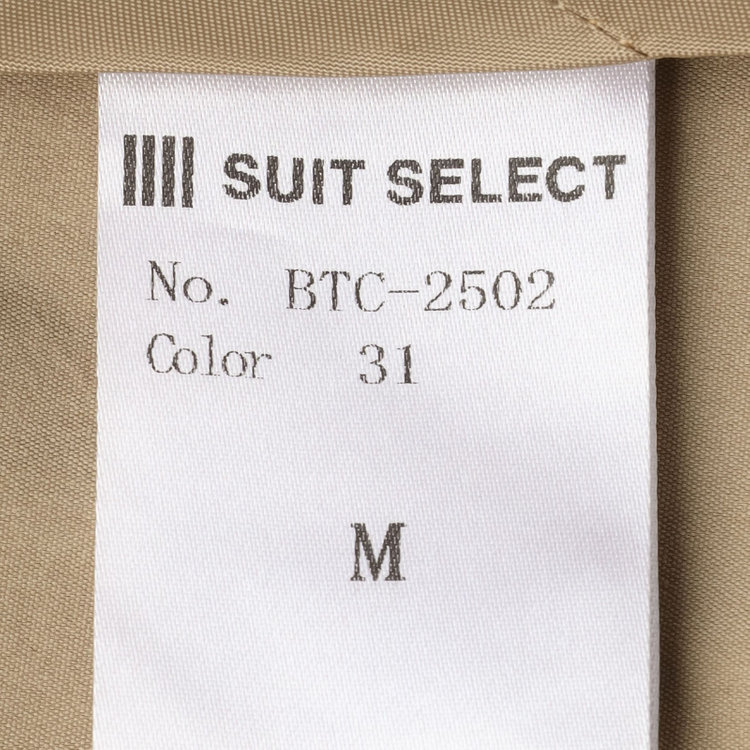 SUIT SELECT
No. BTC-2502
Color 31
M